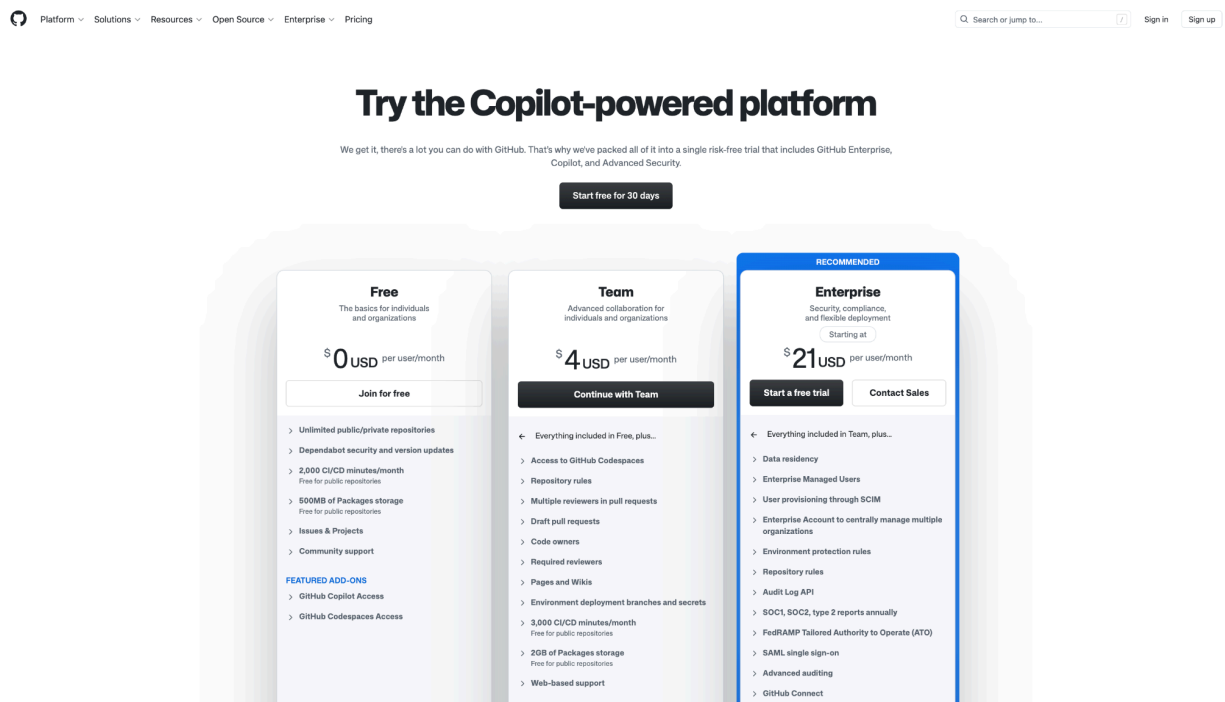 Platform Solutions Resources Open Source Enterprise Pricing
Search or jump to... / Sign in Sign up
Try the Copilot-powered platform
We get it, there's a lot you can do with GitHub. That's why we've packed all of it into a single risk-free trial that includes GitHub Enterprise,
Copilot, and Advanced Security.
Start free for 30 days
Free
The basics for individuals
and organizations
$ 0 USD per user/month
Join for free
Unlimited public/private repositories
Dependabot security and version updates
2,000 CI/CD minutes/month
Free for public repositories
500MB of Packages storage
Free for public repositories
Issues & Projects
Community support
FEATURED ADD-ONS
GitHub Copilot Access
GitHub Codespaces Access
Team
Advanced collaboration for
individuals and organizations
$ 4 USD per user/month
Continue with Team
Everything included in Free, plus...
Access to GitHub Codespaces
Repository rules
Multiple reviewers in pull requests
Draft pull requests
Code owners
Required reviewers
Pages and Wikis
Environment deployment branches and secrets
3,000 CI/CD minutes/month
Free for public repositories
2GB of Packages storage
Free for public repositories
Web-based support
RECOMMENDED
Enterprise
Security, compliance,
and flexible deployment
Starting at
$ 21 USD per user/month
Start a free trial Contact Sales
Everything included in Team, plus...
Data residency
Enterprise Managed Users
User provisioning through SCIM
Enterprise Account to centrally manage multiple
organizations
Environment protection rules
Repository rules
Audit Log API
SOC1, SOC2, type 2 reports annually
FedRAMP Tailored Authority to Operate (ATO)
SAML single sign-on
Advanced auditing
GitHub Connect